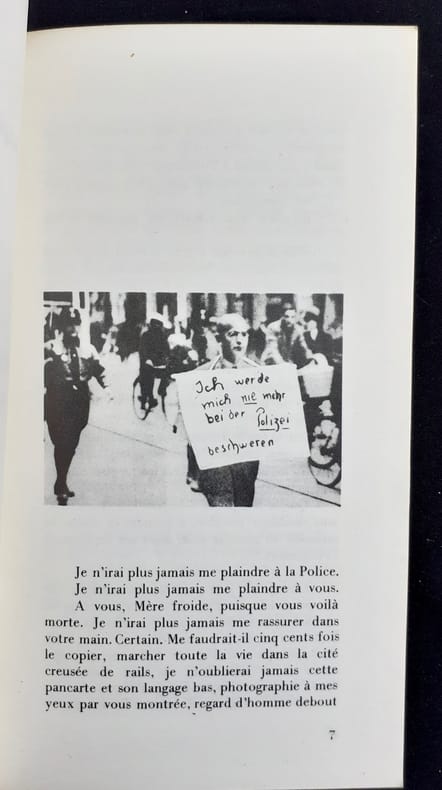 Ich werde
mich nie mehr
bei der Polizei
beschweren
Je n'irai plus jamais me plaindre à la Police.
Je n'irai plus jamais me plaindre à vous.
A vous, Mère froide, puisque vous voilà
morte. Je n'irai plus jamais me rassurer dans
votre main. Certain. Me faudrait-il cinq cents fois
le copier, marcher toute la vie dans la cité
creusée de rails, je n'oublierai jamais cette
pancarte et son langage bas, photographie à mes
yeux par vous montrée, regard d'homme debout
7